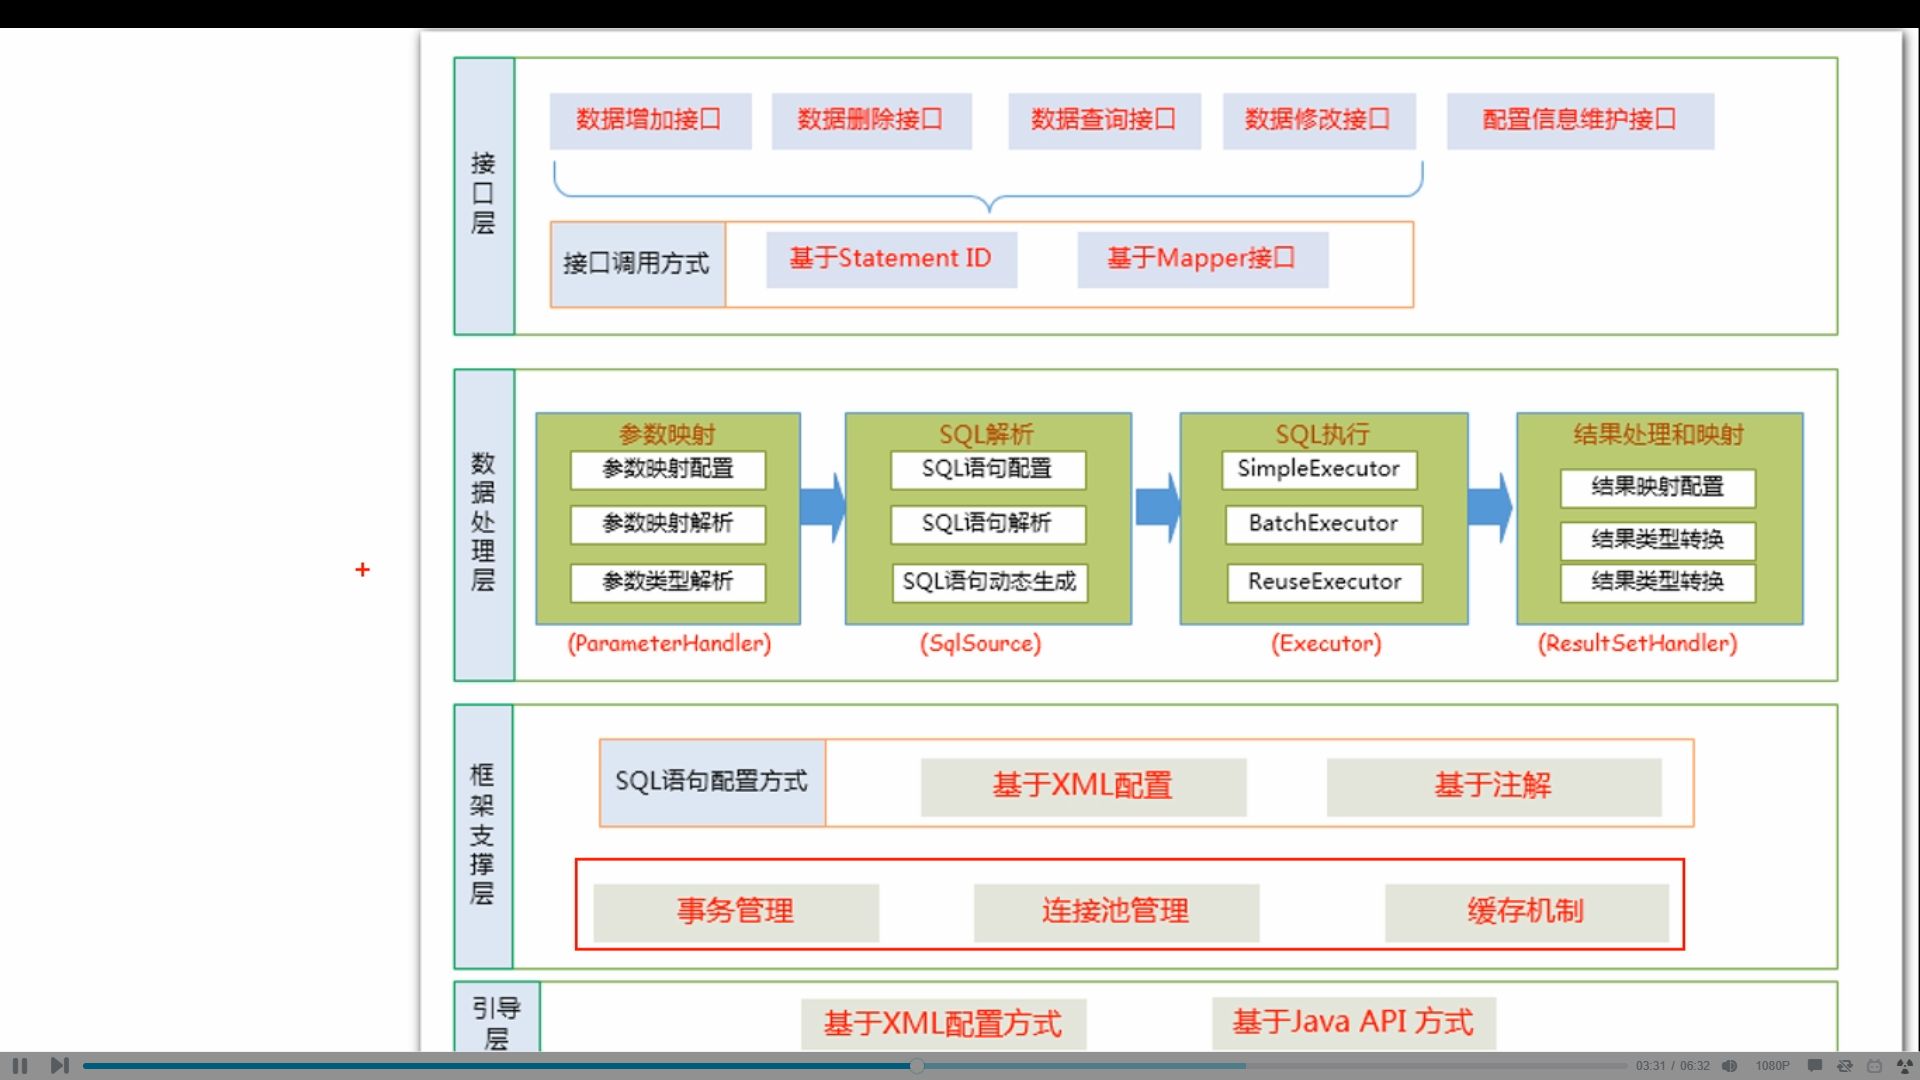 接口层
数据增加接口
数据删除接口
数据查询接口
数据修改接口
配置信息维护接口
接口调用方式
基于Statement ID
基于Mapper接口
数据处理层
参数映射
参数映射配置
参数映射解析
参数类型解析
(ParameterHandler)
SQL解析
SQL语句配置
SQL语句解析
SQL语句动态生成
(SqlSource)
SQL执行
SimpleExecutor
BatchExecutor
ReuseExecutor
(Executor)
结果处理和映射
结果映射配置
结果类型转换
结果类型转换
(ResultSetHandler)
框架支撑层
SQL语句配置方式
基于XML配置
基于注解
事务管理
连接池管理
缓存机制
引导层
基于XML配置方式
基于Java API 方式
03:31 / 06:32
1080P